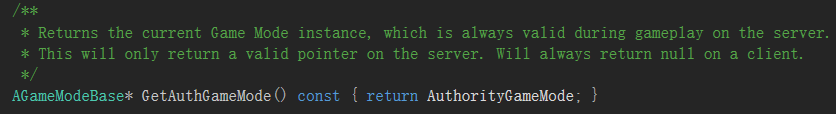 /**
 * Returns the current Game Mode instance, which is always valid during gameplay on the server.
 * This will only return a valid pointer on the server. Will always return null on a client.
 */
AGameModeBase* GetAuthGameMode() const { return AuthorityGameMode; }